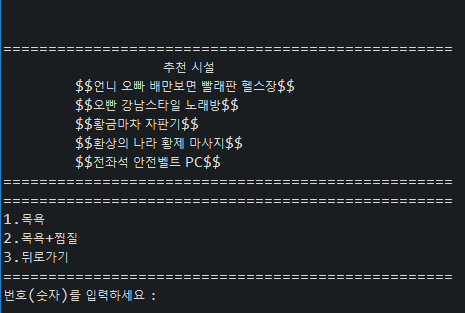 ==================================================
추천 시설
$$언니 오빠 배만보면 빨래판 헬스장$$
$$오빤 강남스타일 노래방$$
$$황금마차 자판기$$
$$환상의 나라 황제 마사지$$
$$전좌석 안전벨트 PC$$
==================================================
==================================================
1.목욕
2.목욕+찜질
3.뒤로가기
==================================================
번호(숫자)를 입력하세요 :